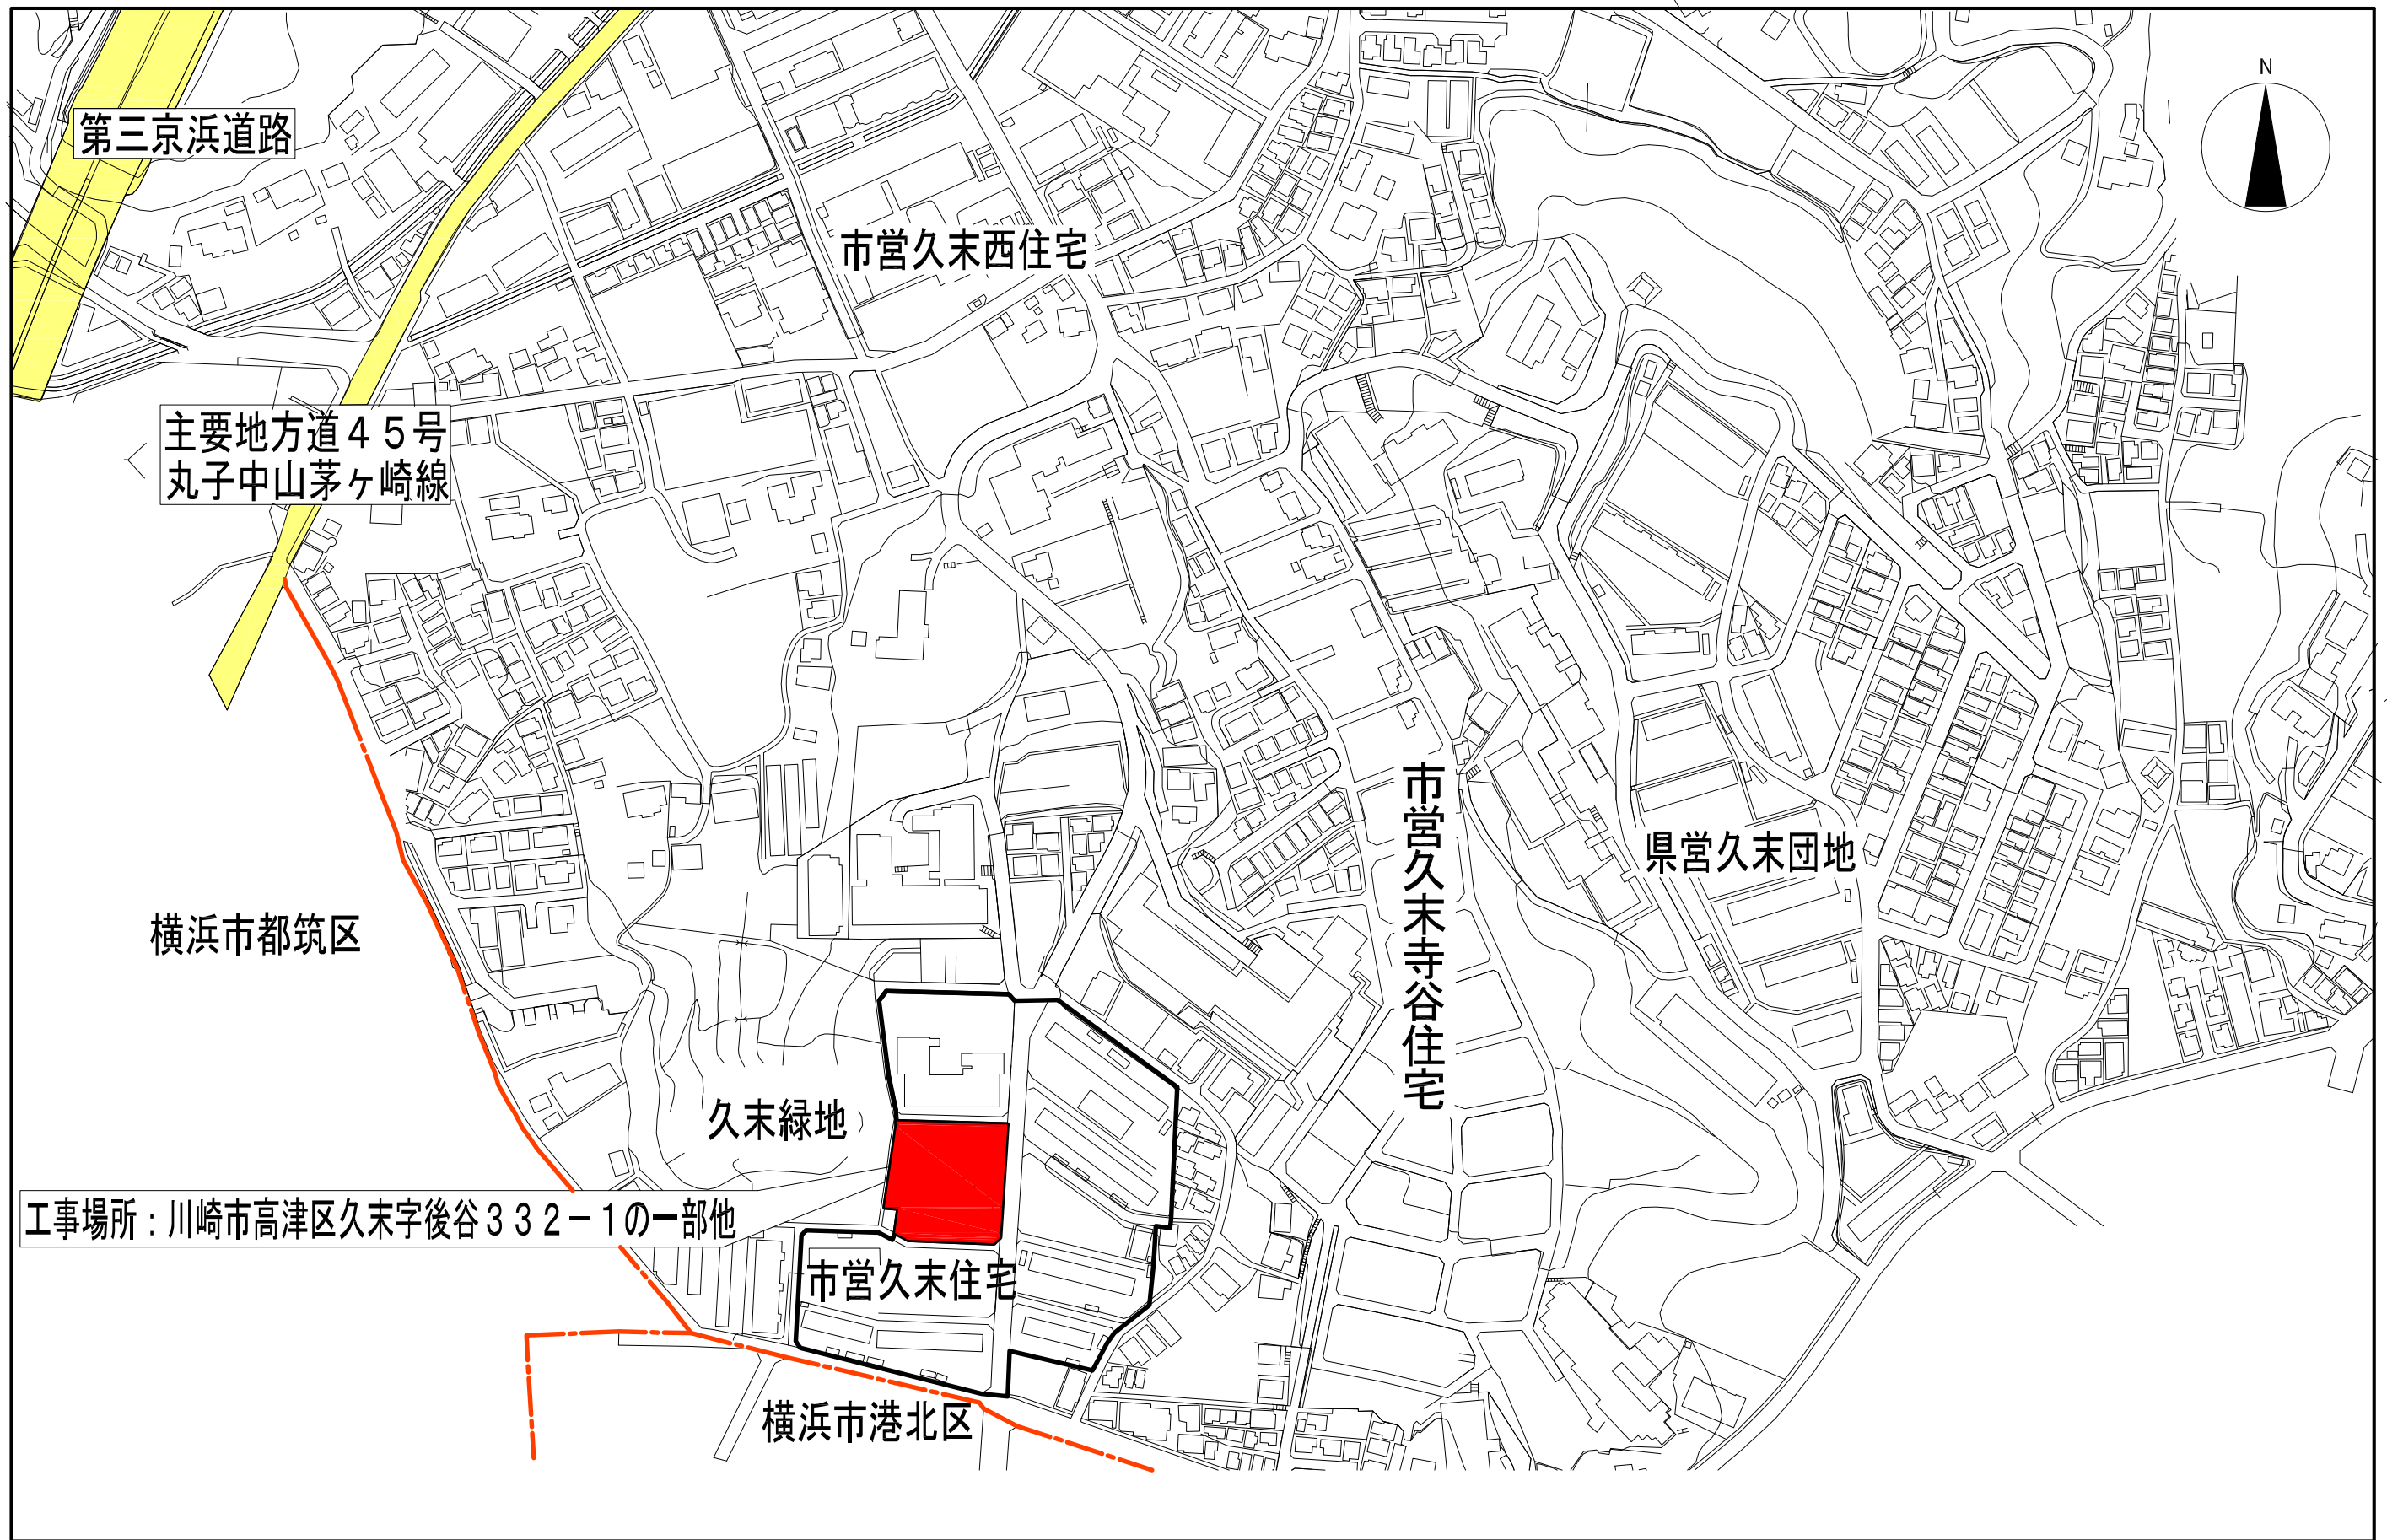 N
第三京浜道路
市営久末西住宅
主要地方道４５号
丸子中山茅ヶ崎線
市営久末寺谷住宅
県営久末団地
横浜市都筑区
久末緑地
工事場所：川崎市高津区久末字後谷３３２－１の一部他
市営久末住宅
横浜市港北区